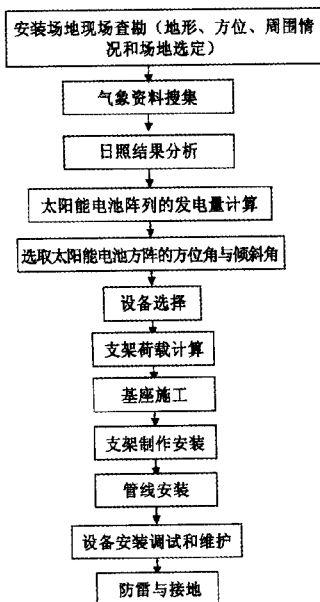 安装场地现场查勘（地形、方位、周围情
况和场地选定）
气象资料搜集
日照结果分析
太阳能电池阵列的发电量计算
选取太阳能电池方阵的方位角与倾斜角
设备选择
支架荷载计算
基座施工
支架制作安装
管线安装
设备安装调试和维护
防雷与接地